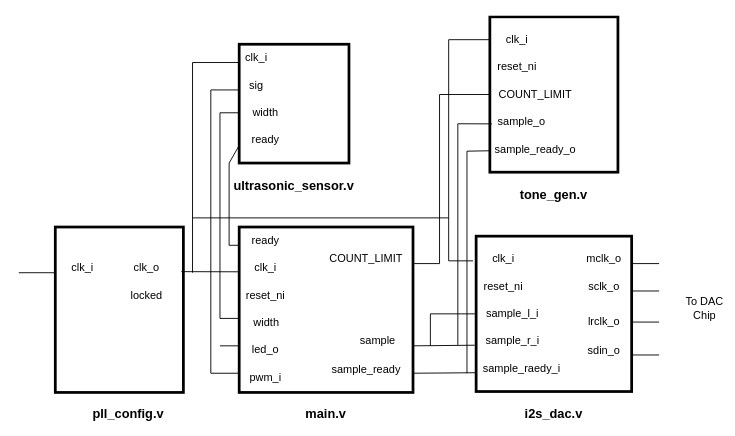 clk_i
sig
width
ready
ultrasonic_sensor.v
clk_i
reset_ni
COUNT_LIMIT
sample_o
sample_ready_o
tone_gen.v
clk_i
clk_o
locked
pll_config.v
ready
clk_i
reset_ni
width
led_o
pwm_i
COUNT_LIMIT
sample
sample_ready
main.v
clk_i
reset_ni
sample_l_i
sample_r_i
sample_raedy_i
mclk_o
sclk_o
lrclk_o
sdin_o
i2s_dac.v
To DAC
Chip